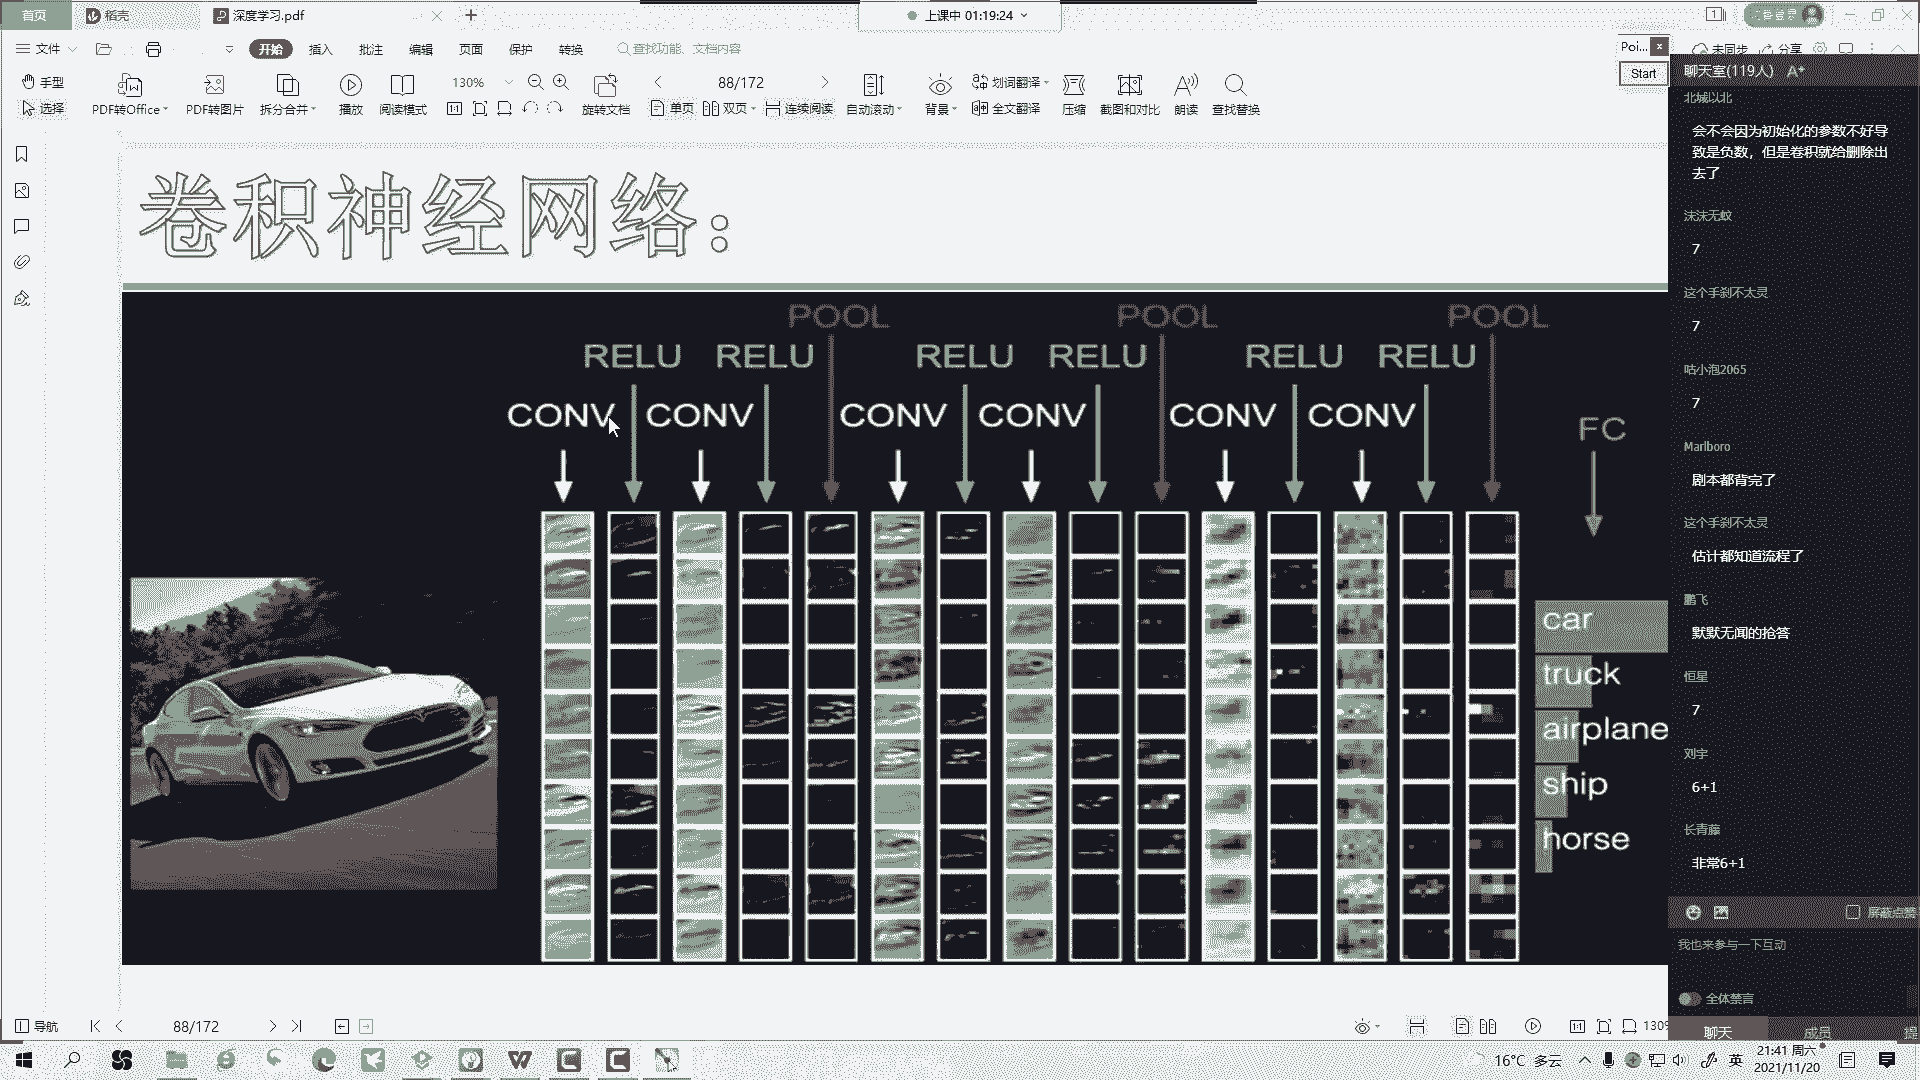 首页
稻壳
深度学习.pdf
上课中 01:19:24
文件
开始
插入
批注
编辑
页面
保护
转换
查找功能、文档内容
未同步
分享
Poi...
Start
手型
选择
PDF转Office
PDF转图片
拆分合并
播放
阅读模式
130%
旋转文档
88/172
单页
双页
连续阅读
自动滚动
背景
划词翻译
全文翻译
压缩
截图和对比
朗读
查找替换
卷积神经网络：
POOL POOL POOL
RELU RELU RELU RELU RELU RELU
CONV CONV CONV CONV CONV CONV
FC
car
truck
airplane
ship
horse
聊天室(119人)
北城以北
会不会因为初始化的参数不好导
致是负数，但是卷积就给删除出
去了
沫沫无蚊
7
这个手刹不太灵
7
咕小泡2065
7
Marlboro
剧本都背完了
这个手刹不太灵
估计都知道流程了
鹏飞
默默无闻的抢答
恒星
7
刘宇
6+1
长青藤
非常6+1
屏蔽点赞
我也来参与一下互动
全体禁言
聊天
成员
提
导航
88/172
130%
16°C 多云
英
21:41 周六
2021/11/20